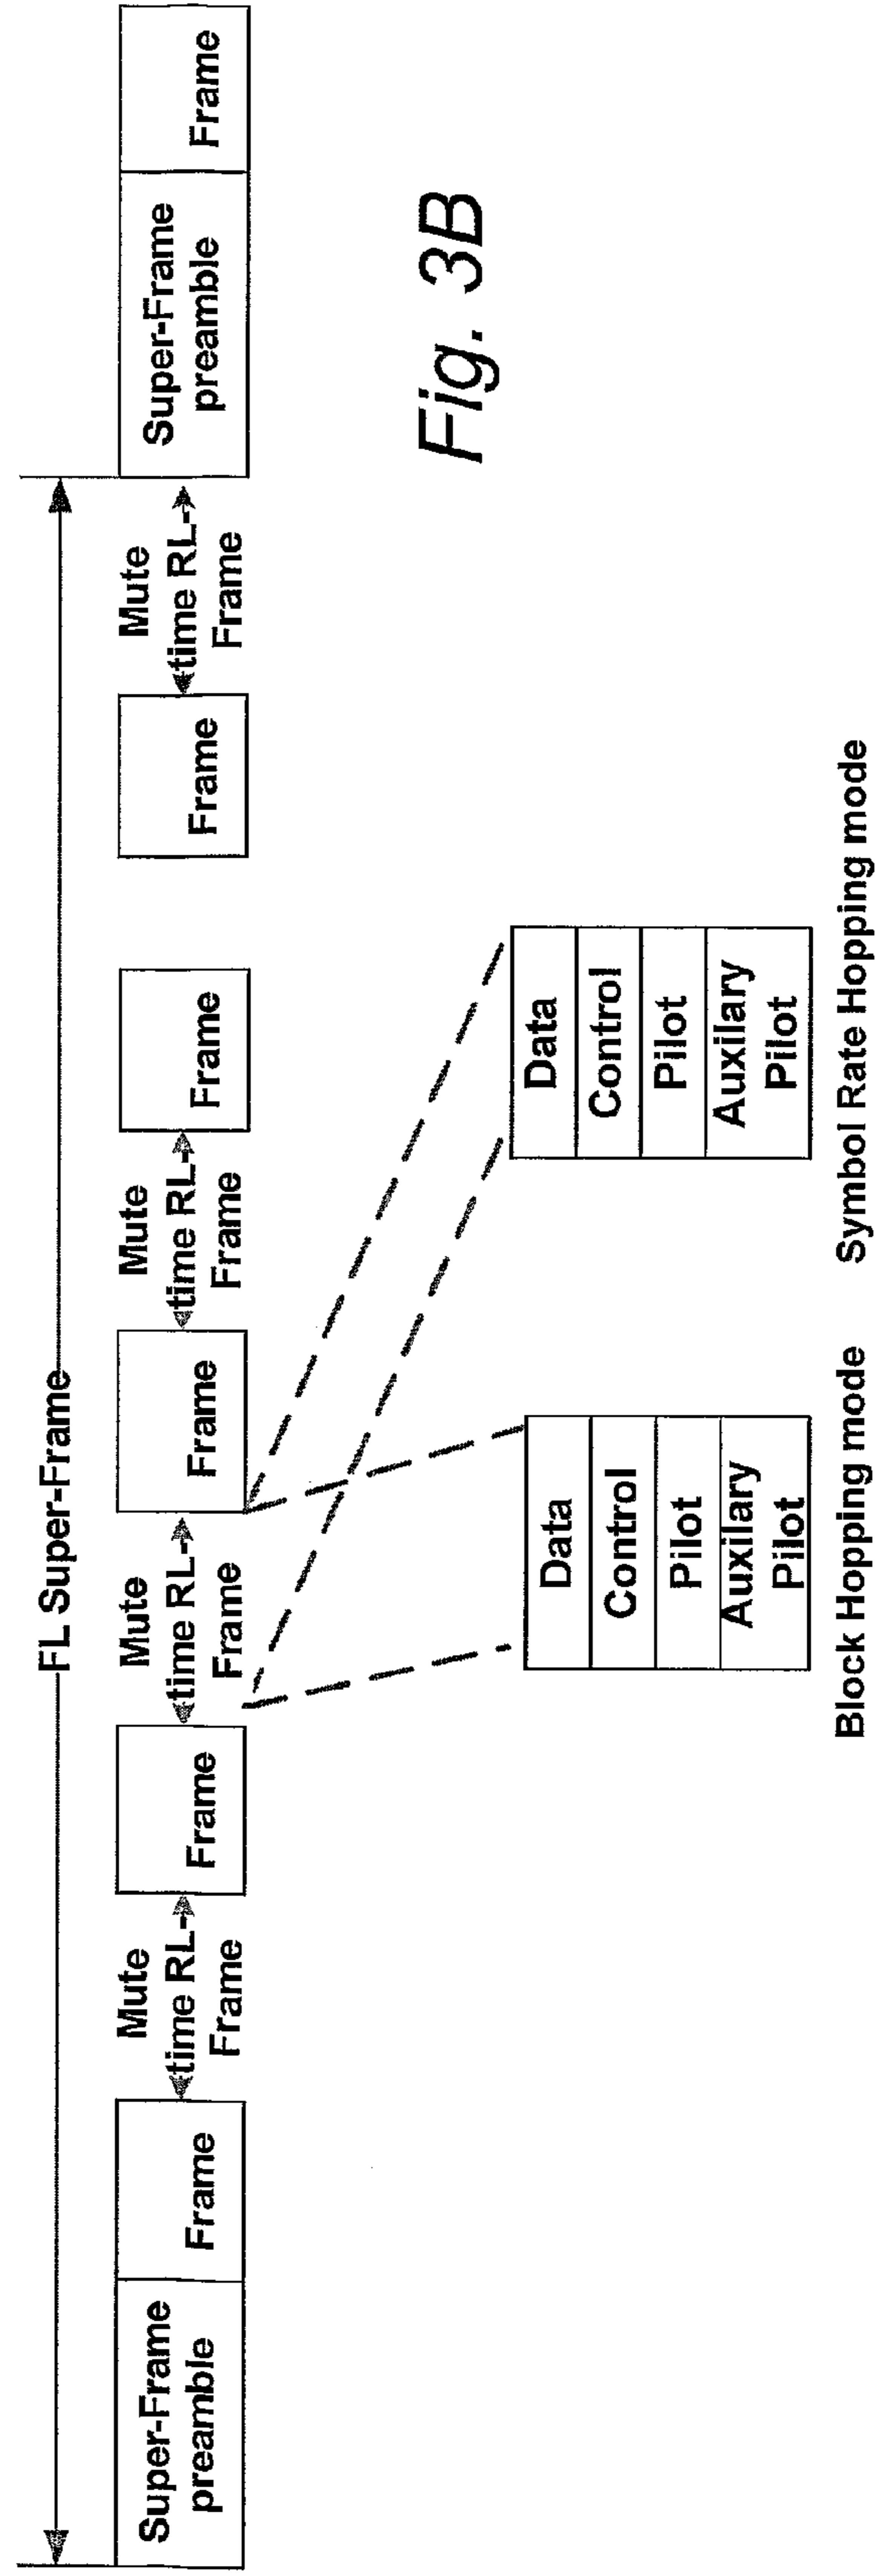 FL Super-Frame
Super-Frame
preamble
Frame
Mute
time RL-
Frame
Frame
Mute
time RL-
Frame
Frame
Mute
time RL-
Frame
Frame
Frame
Mute
time RL-
Frame
Super-Frame
preamble
Frame
Data
Control
Pilot
Auxilary
Pilot
Block Hopping mode
Data
Control
Pilot
Auxilary
Pilot
Symbol Rate Hopping mode
Fig. 3B